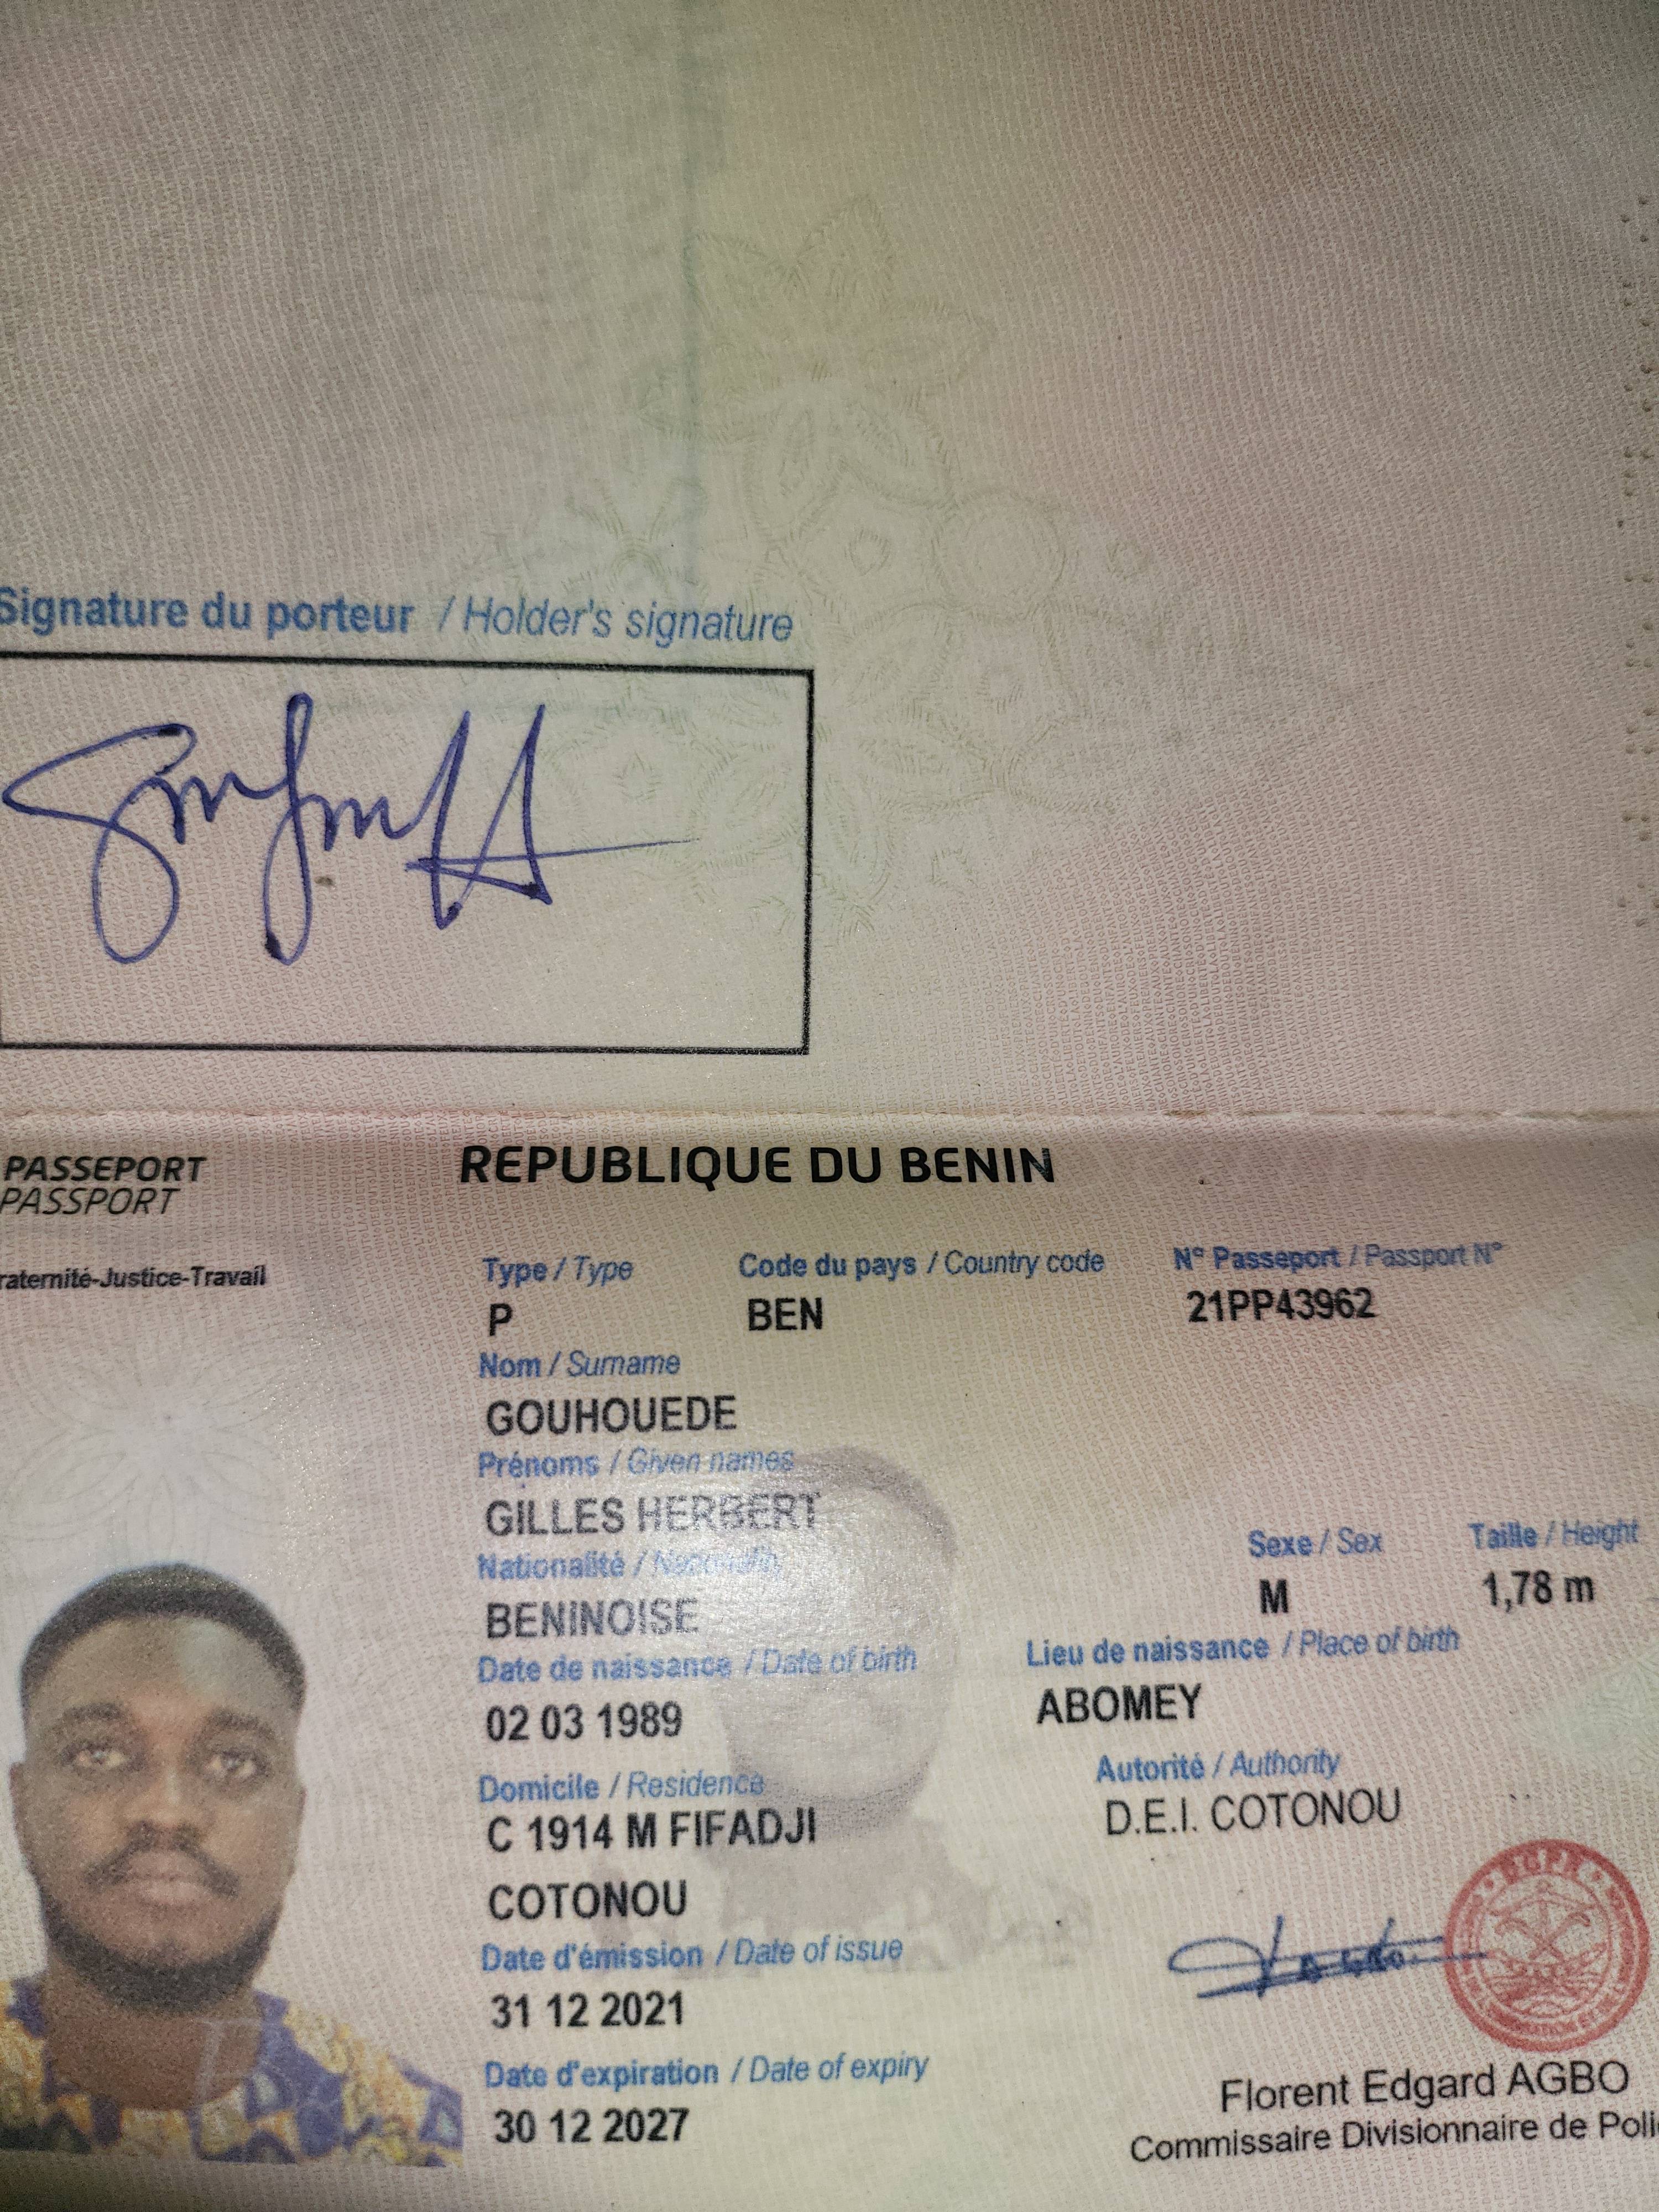 Signature du porteur / Holder's signature
PASSEPORT
PASSPORT
REPUBLIQUE DU BENIN
raternité-Justice-Travail
Type / Type
Code du pays / Country code
N° Passeport / Passport N°
P
BEN
21PP43962
Nom / Surname
GOUHOUEDE
Prénoms / Given names
GILLES HERBERT
Nationalité / Nationality
BENINOISE
Sexe / Sex
Taille / Height
M
1,78 m
Date de naissance / Date of birth
Lieu de naissance / Place of birth
02 03 1989
ABOMEY
Domicile / Residence
Autorité / Authority
C 1914 M FIFADJI
D.E.I. COTONOU
COTONOU
Date d'émission / Date of issue
31 12 2021
Date d'expiration / Date of expiry
30 12 2027
Florent Edgard AGBO
Commissaire Divisionnaire de Poli